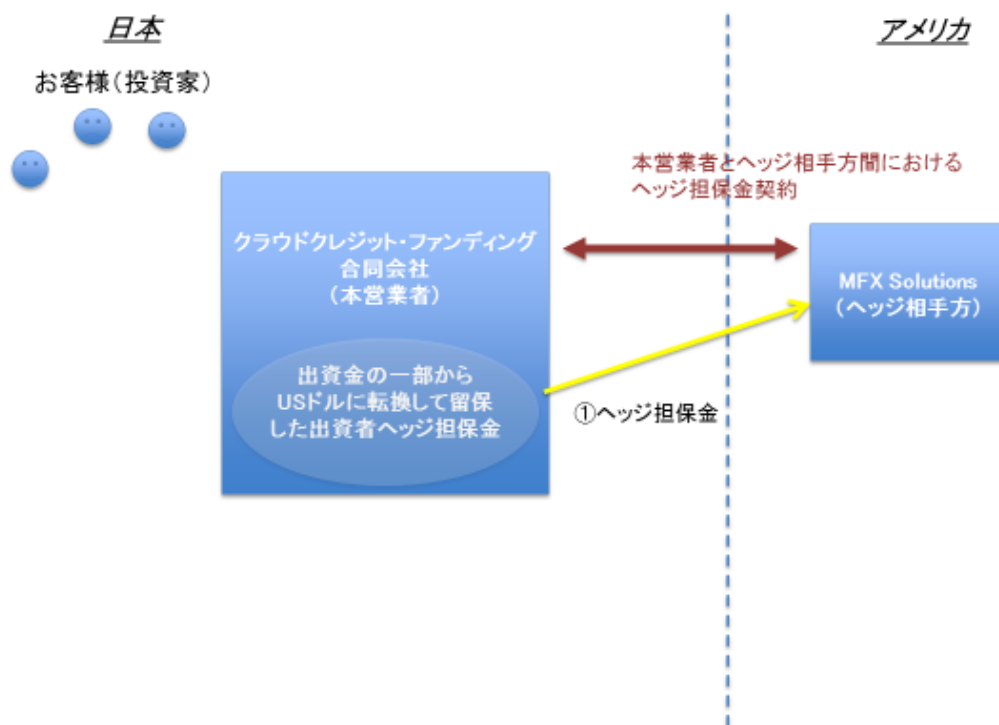 日本
アメリカ
お客様（投資家）
本営業者とヘッジ相手方間における
ヘッジ担保金契約
クラウドクレジット・ファンディング
合同会社
（本営業者）
MFX Solutions
（ヘッジ相手方）
出資金の一部から
USドルに転換して留保
した出資者ヘッジ担保金
①ヘッジ担保金